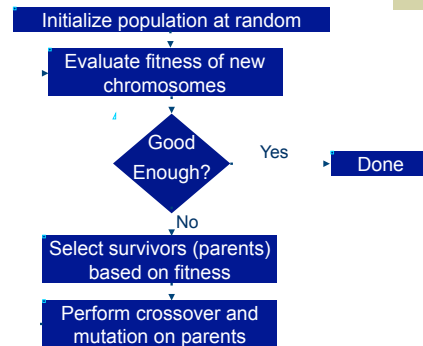 Initialize population at random
Evaluate fitness of new
chromosomes
Good
Enough?
Yes
Done
No
Select survivors (parents)
based on fitness
Perform crossover and
mutation on parents